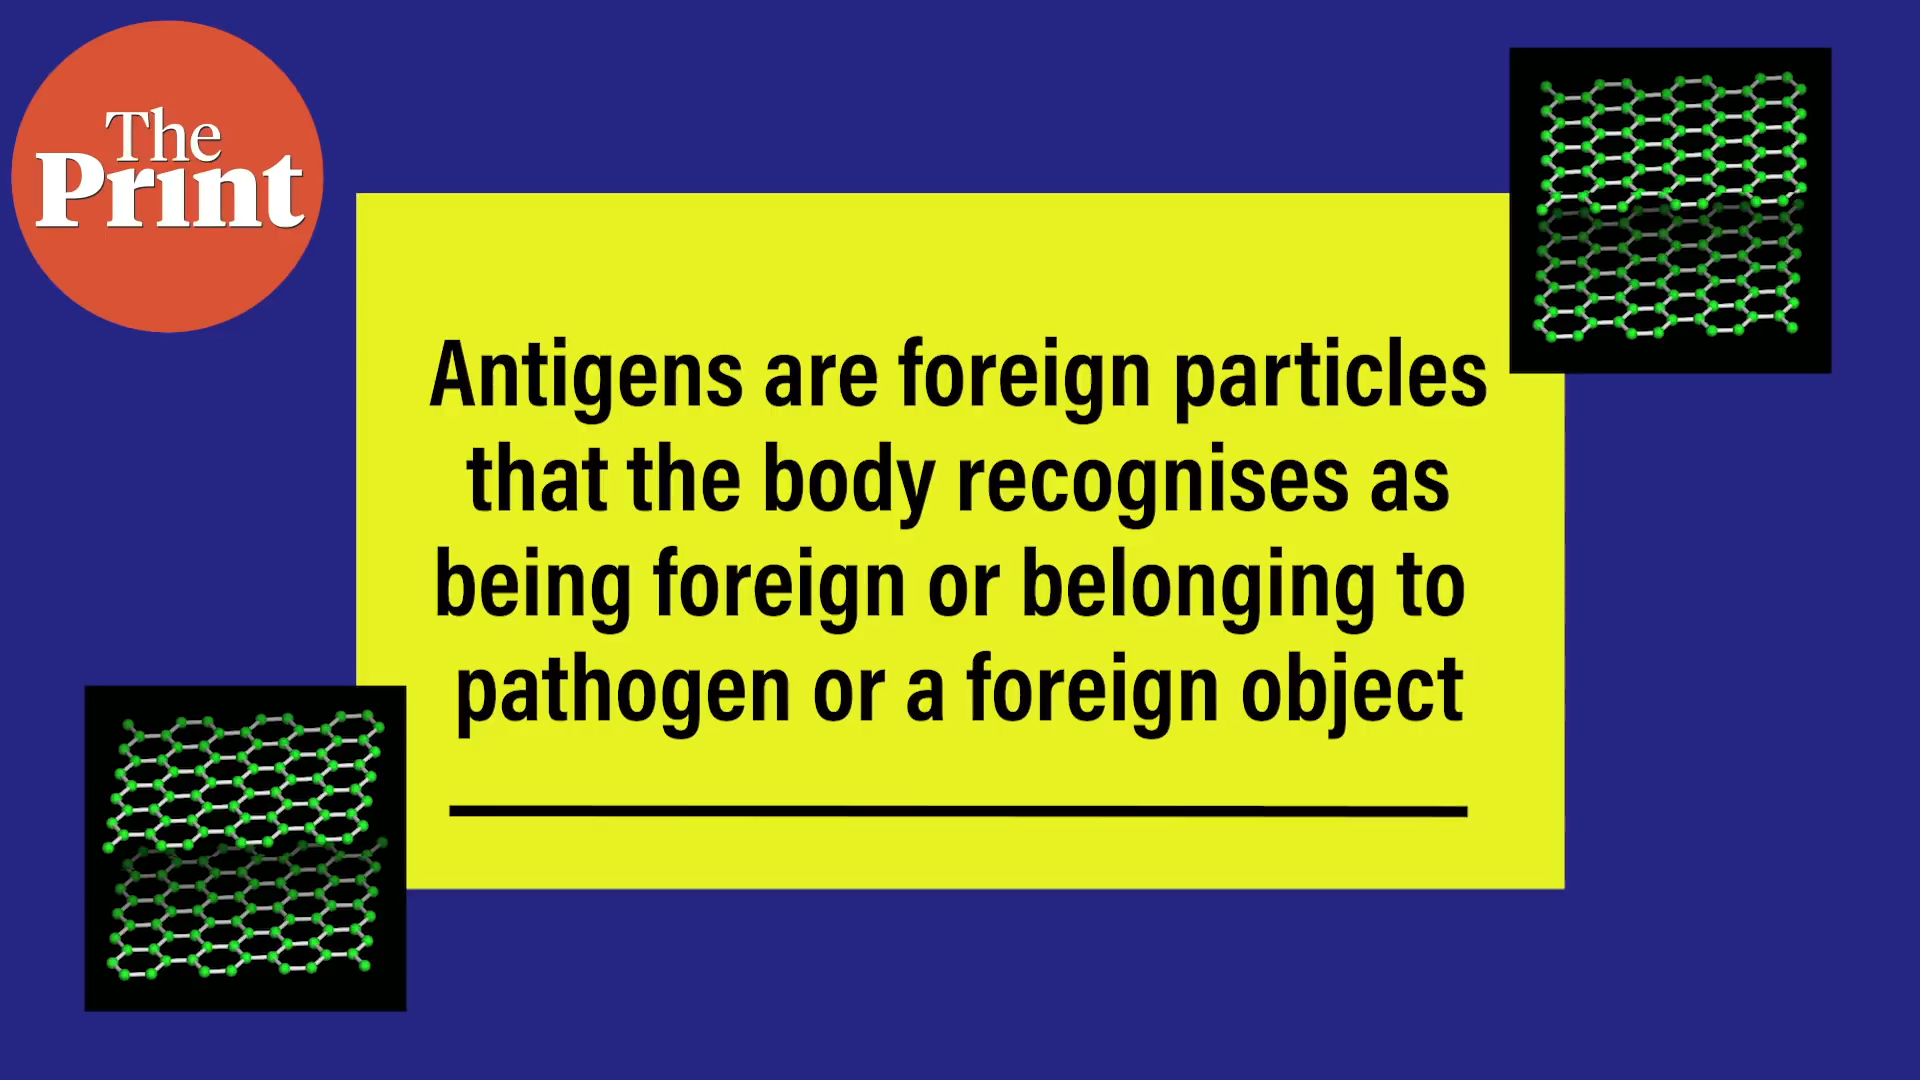 The
Print
Antigens are foreign particles
that the body recognises as
being foreign or belonging to
pathogen or a foreign object